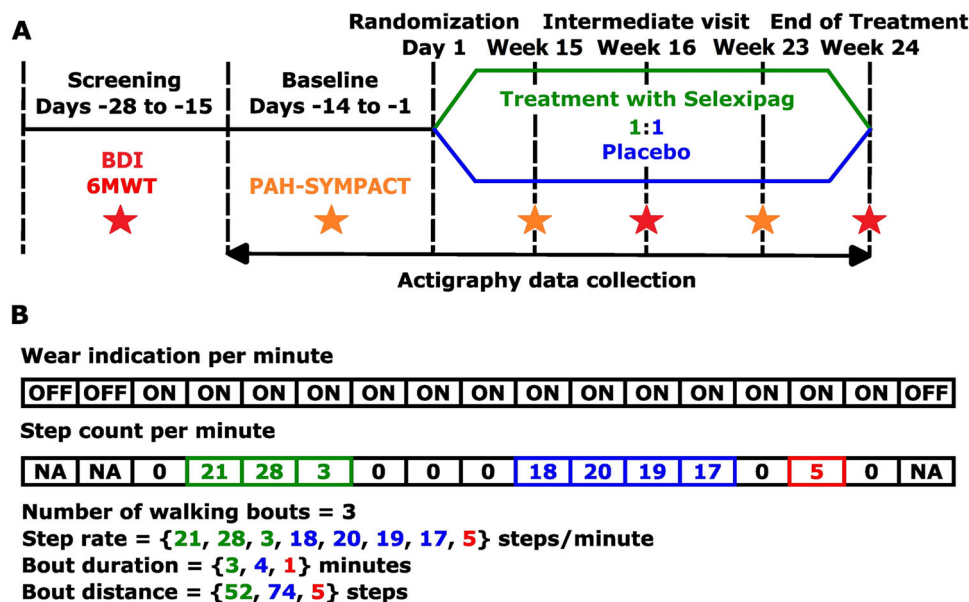 A
Randomization Intermediate visit End of Treatment
Day 1 Week 15 Week 16 Week 23 Week 24
Screening
Days -28 to -15
Baseline
Days -14 to -1
Treatment with Selexipag
1:1
Placebo
BDI
6MWT
PAH-SYMPACT
Actigraphy data collection
B
Wear indication per minute
OFF OFF ON ON ON ON ON ON ON ON ON ON ON ON ON ON OFF
Step count per minute
NA NA 0 21 28 3 0 0 0 18 20 19 17 0 5 0 NA
Number of walking bouts = 3
Step rate = {21, 28, 3, 18, 20, 19, 17, 5} steps/minute
Bout duration = {3, 4, 1} minutes
Bout distance = {52, 74, 5} steps